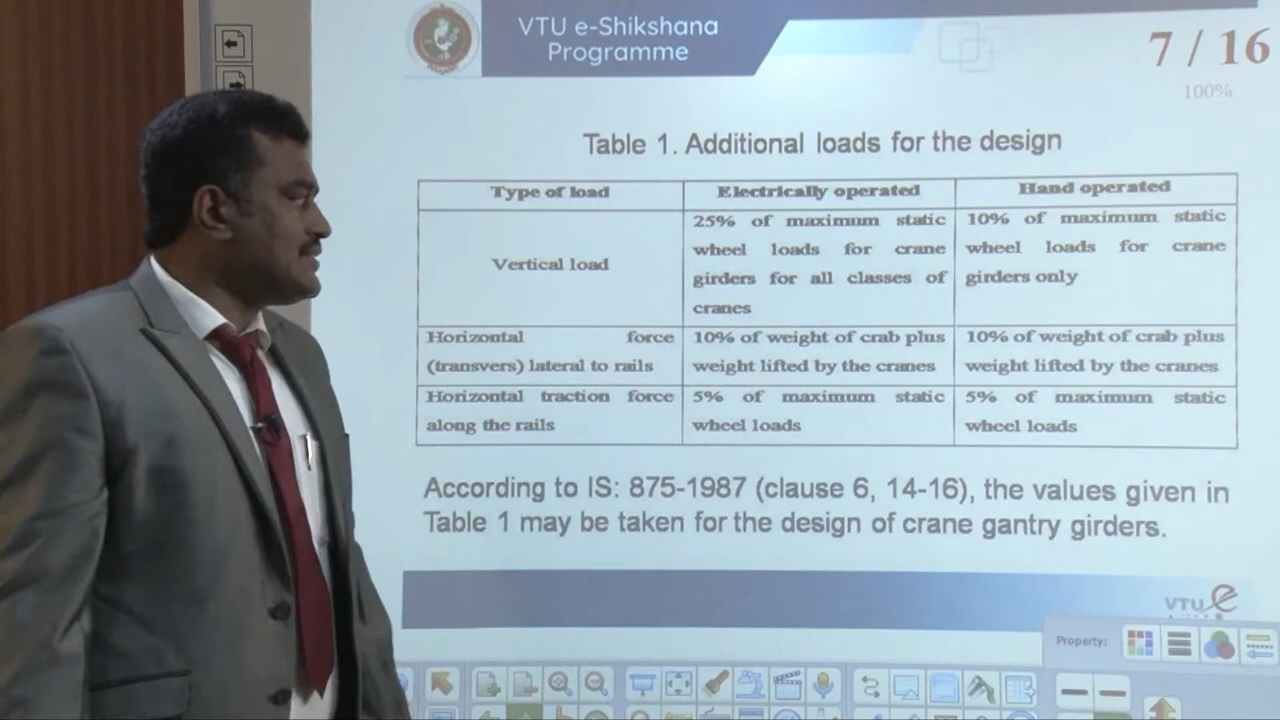 VTU e-Shikshana
Programme
7 / 16
100%
Table 1. Additional loads for the design
Type of load
Electrically operated
Hand operated
Vertical load
25% of maximum static
wheel loads for crane
girders for all classes of
cranes
10% of maximum static
wheel loads for crane
girders only
Horizontal force
(transvers) lateral to rails
10% of weight of crab plus
weight lifted by the cranes
10% of weight of crab plus
weight lifted by the cranes
Horizontal traction force
along the rails
5% of maximum static
wheel loads
5% of maximum static
wheel loads
According to IS: 875-1987 (clause 6, 14-16), the values given in
Table 1 may be taken for the design of crane gantry girders.
VTU e
Property: